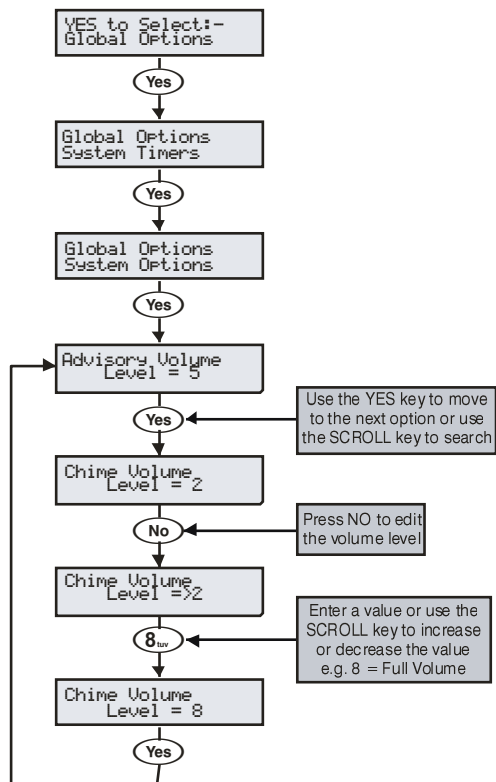 YES to Select:-
Global Options
Yes
Global Options
System Timers
Yes
Global Options
System Options
Yes
Advisory Volume
Level = 5
Yes
Use the YES key to move
to the next option or use
the SCROLL key to search
Chime Volume
Level = 2
No
Press NO to edit
the volume level
Chime Volume
Level =>2
8tuv
Enter a value or use the
SCROLL key to increase
or decrease the value
e.g. 8 = Full Volume
Chime Volume
Level = 8
Yes